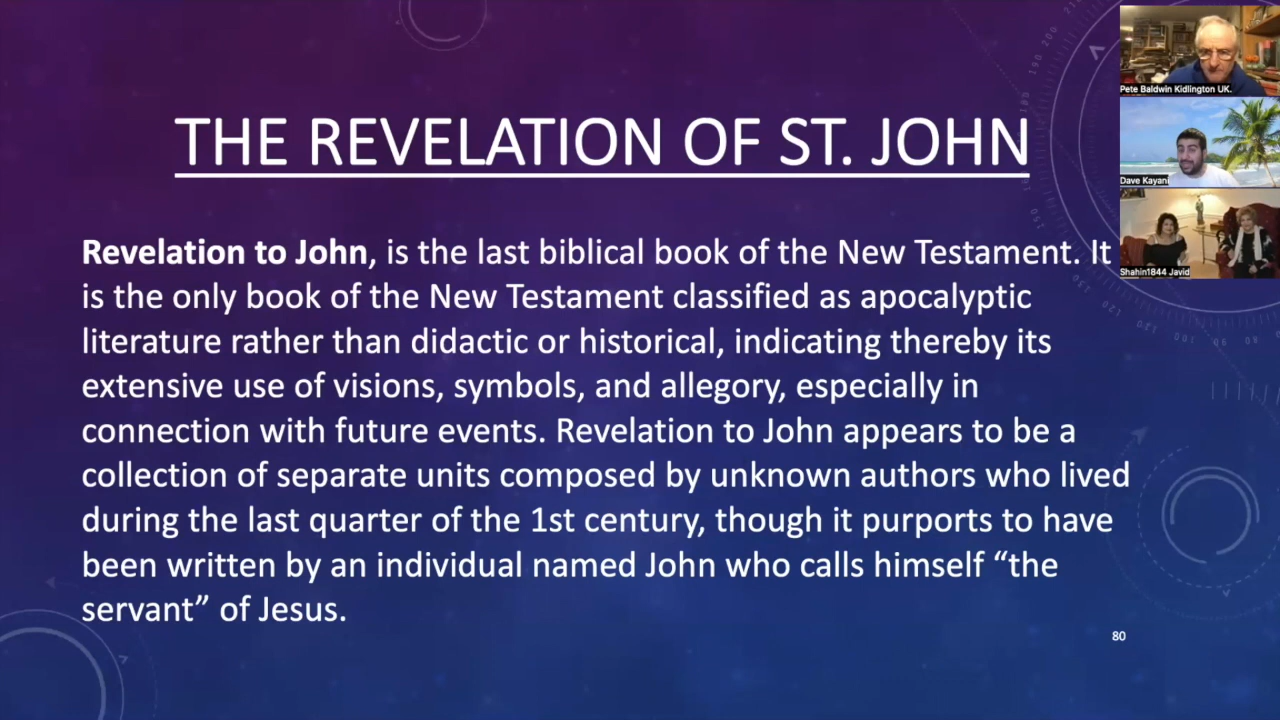 THE REVELATION OF ST. JOHN
Revelation to John, is the last biblical book of the New Testament. It
is the only book of the New Testament classified as apocalyptic
literature rather than didactic or historical, indicating thereby its
extensive use of visions, symbols, and allegory, especially in
connection with future events. Revelation to John appears to be a
collection of separate units composed by unknown authors who lived
during the last quarter of the 1st century, though it purports to have
been written by an individual named John who calls himself “the
servant” of Jesus.
80
Pete Baldwin Kidlington UK.
Dave Kayani
Shahin1844 Javid